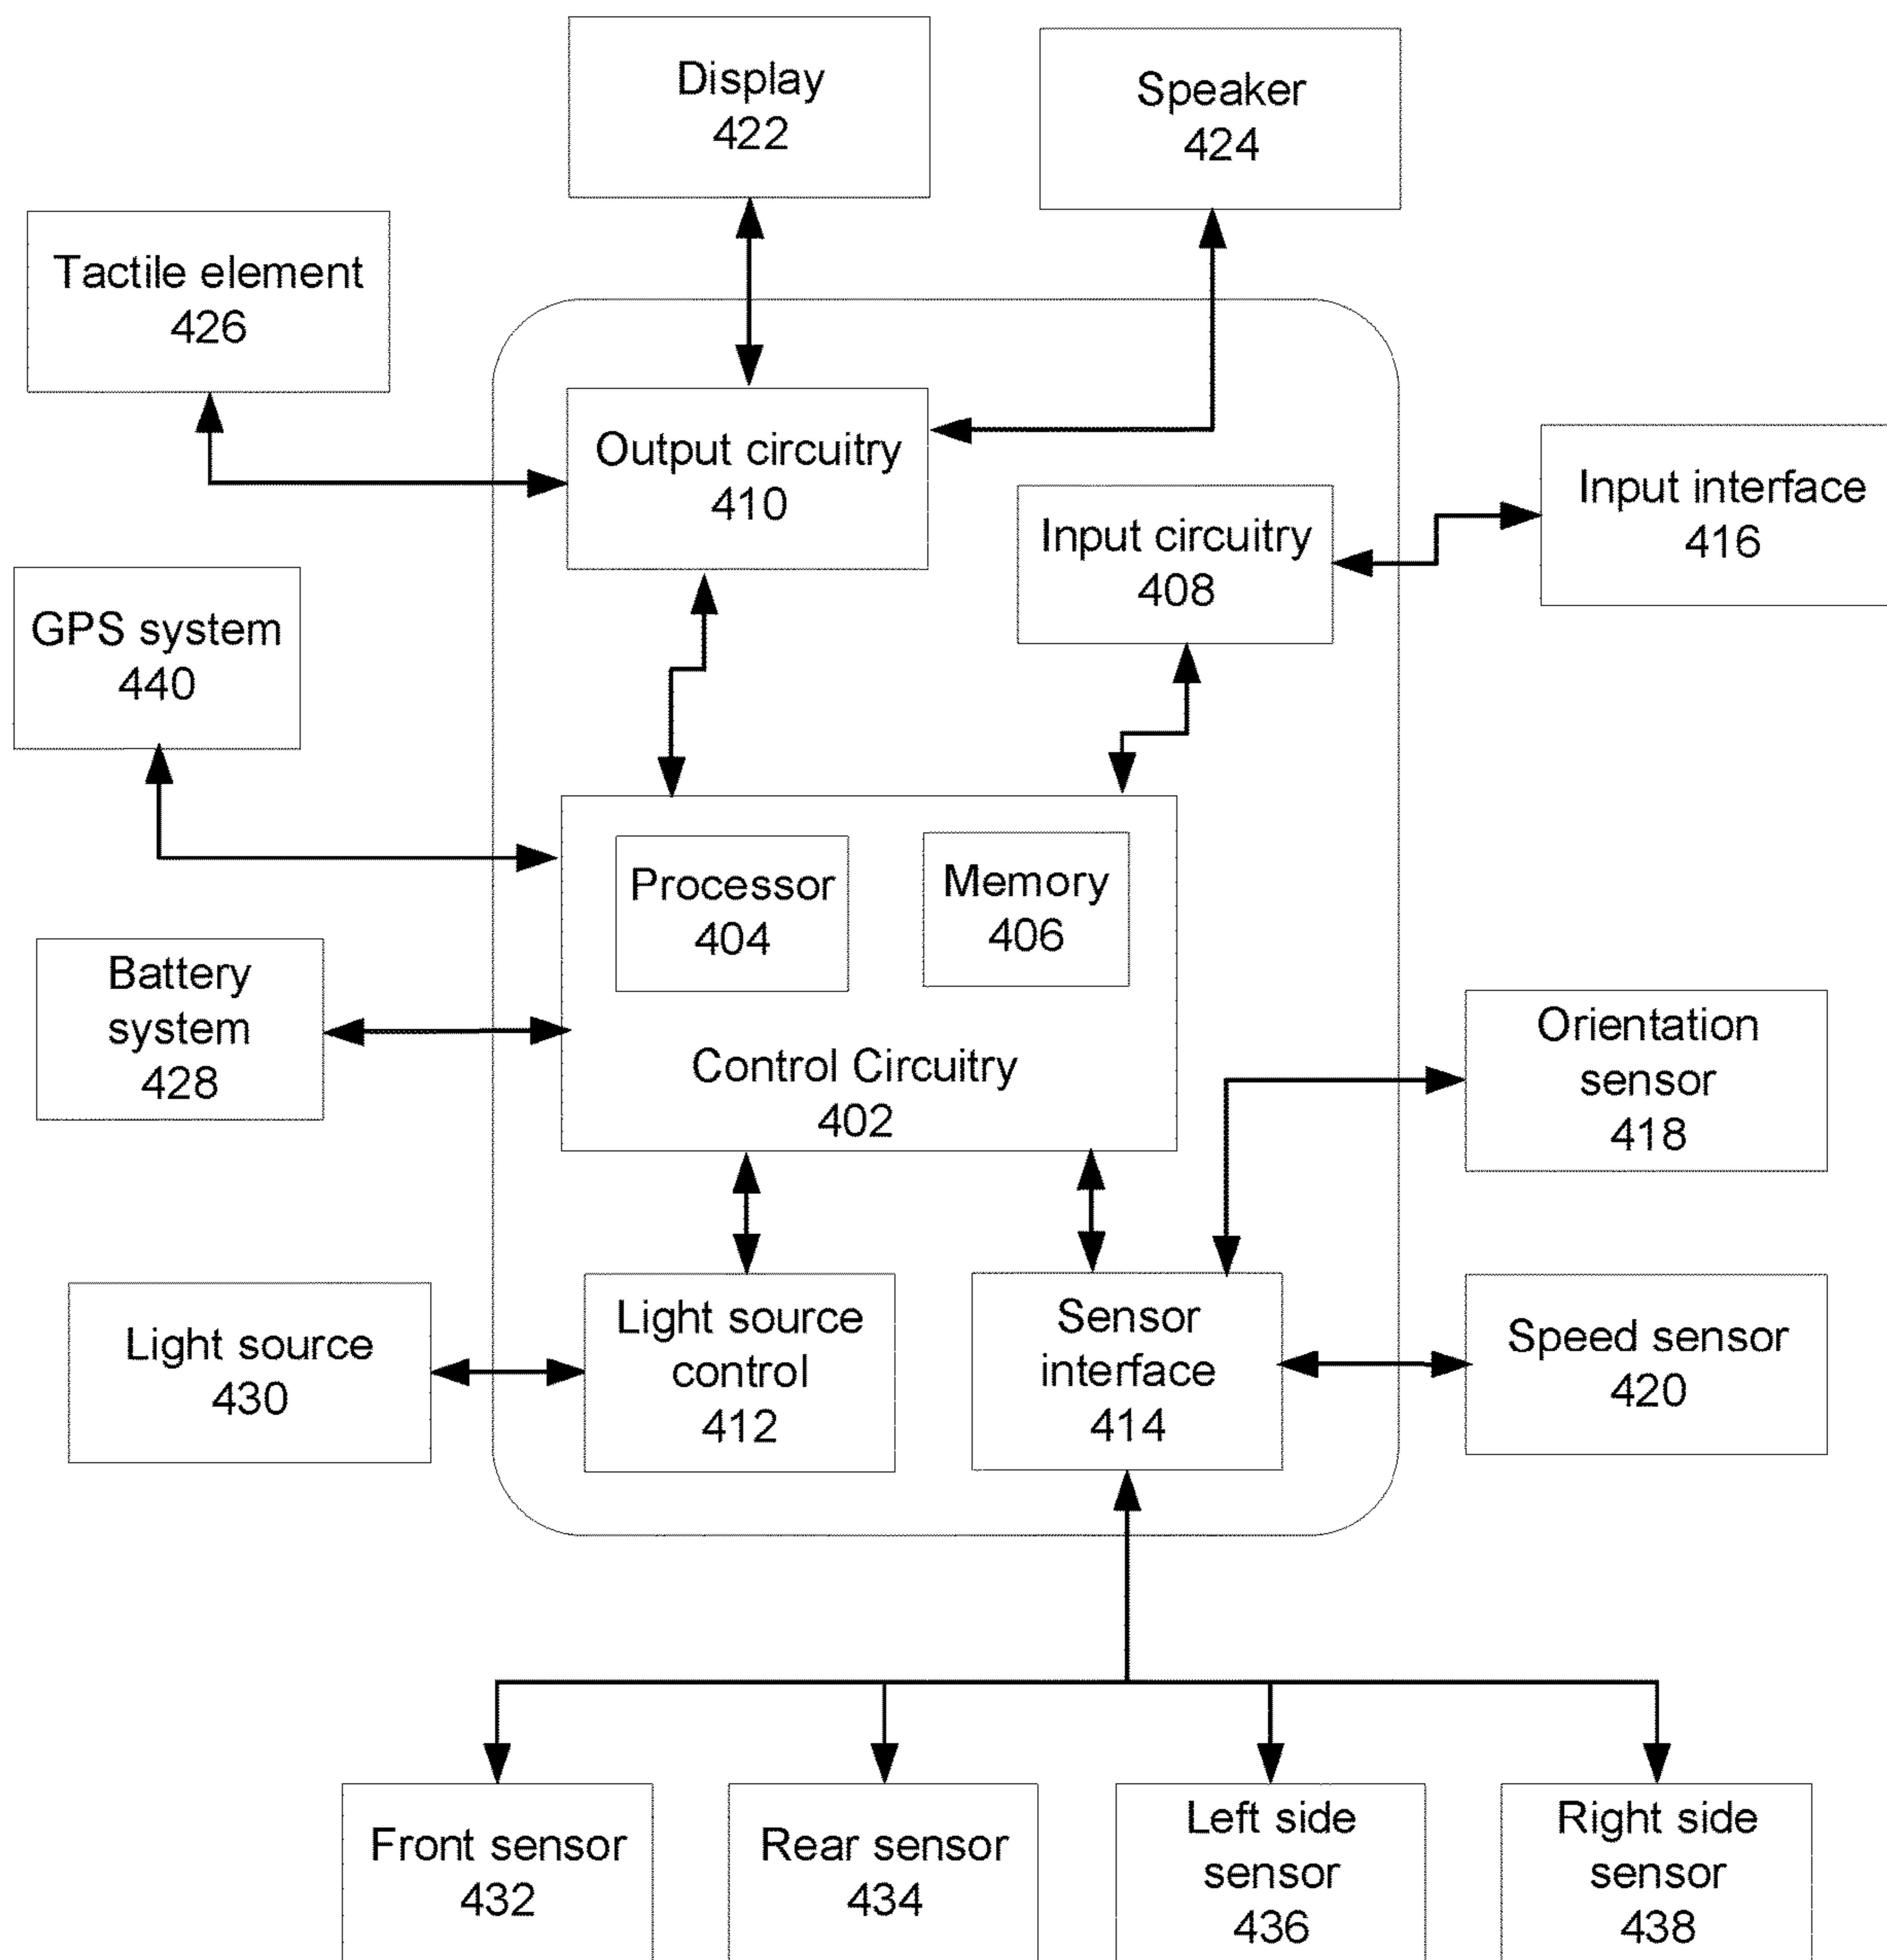 Display
422
Speaker
424
Tactile element
426
Output circuitry
410
Input interface
416
Input circuitry
408
GPS system
440
Processor
404
Memory
406
Battery
system
428
Control Circuitry
402
Orientation
sensor
418
Light source
430
Light source
control
412
Sensor
interface
414
Speed sensor
420
Front sensor
432
Rear sensor
434
Left side
sensor
436
Right side
sensor
438